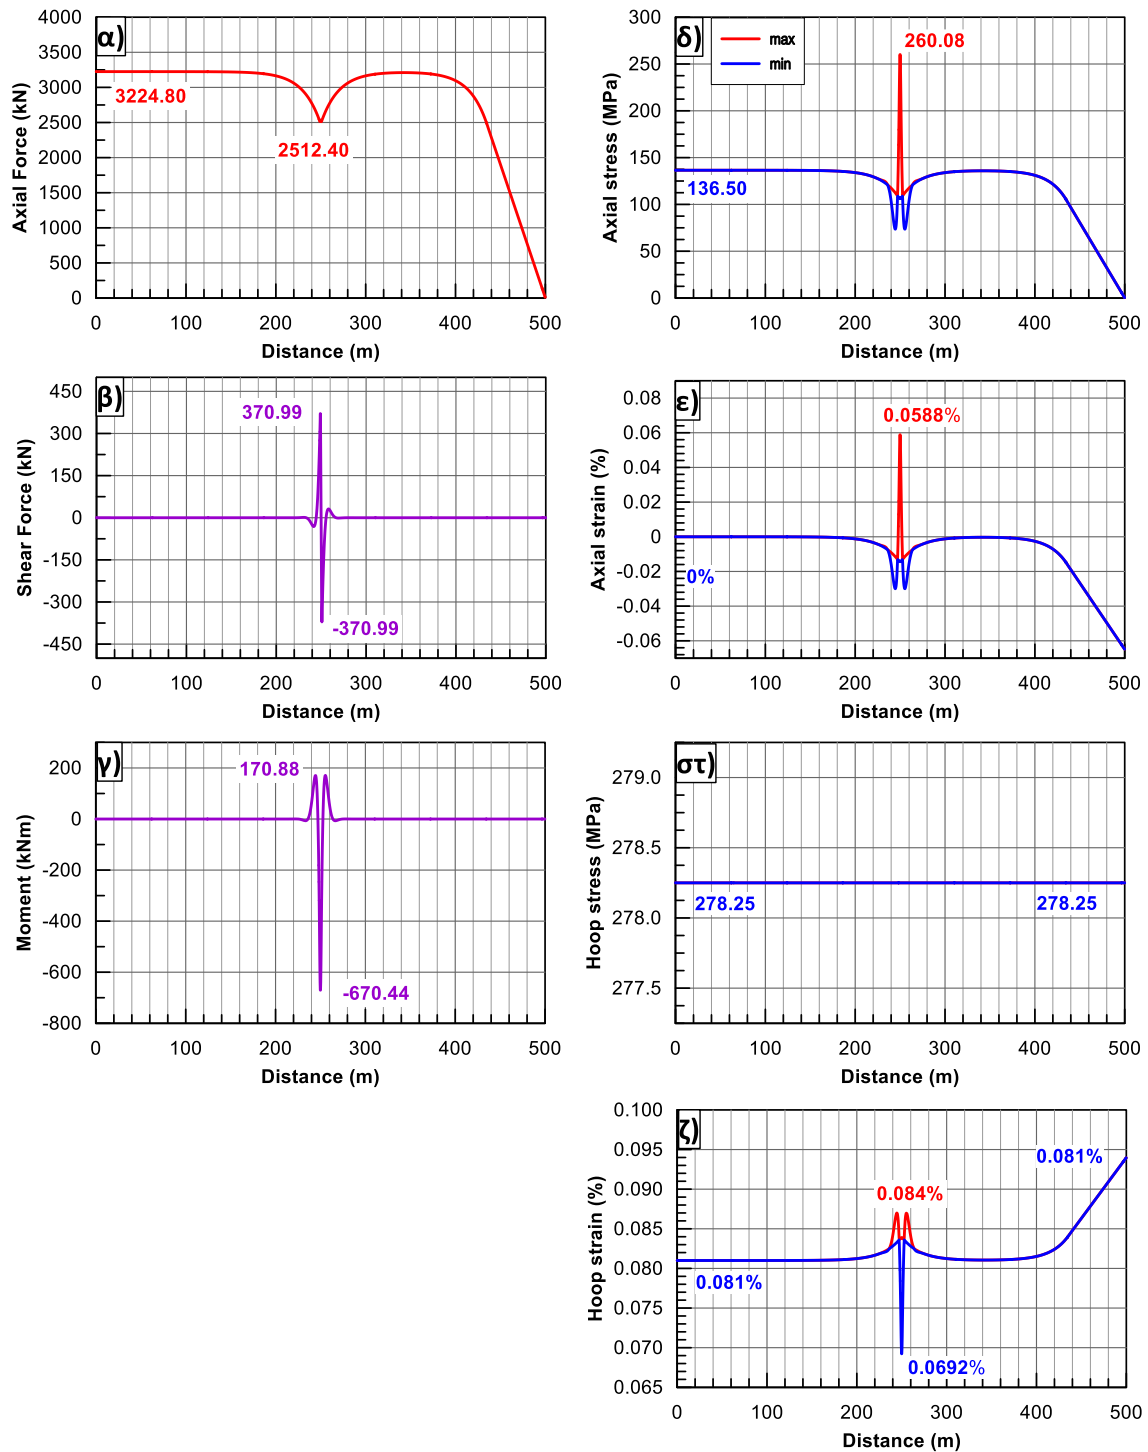 α)
4000
3500
3000
2500
2000
1500
1000
500
0
Axial Force (kN)
3224.80
2512.40
0 100 200 300 400 500
Distance (m)
δ)
max
min
300
250
200
150
100
50
0
Axial stress (MPa)
260.08
136.50
0 100 200 300 400 500
Distance (m)
β)
450
300
150
0
-150
-300
-450
Shear Force (kN)
370.99
-370.99
0 100 200 300 400 500
Distance (m)
ε)
0.08
0.06
0.04
0.02
0
-0.02
-0.04
-0.06
Axial strain (%)
0.0588%
0%
0 100 200 300 400 500
Distance (m)
γ)
200
0
-200
-400
-600
-800
Moment (kNm)
170.88
-670.44
0 100 200 300 400 500
Distance (m)
στ)
279.0
278.5
278.0
277.5
Hoop stress (MPa)
278.25
278.25
0 100 200 300 400 500
Distance (m)
ζ)
0.100
0.095
0.090
0.085
0.080
0.075
0.070
0.065
Hoop strain (%)
0.081%
0.084%
0.081%
0.0692%
0 100 200 300 400 500
Distance (m)